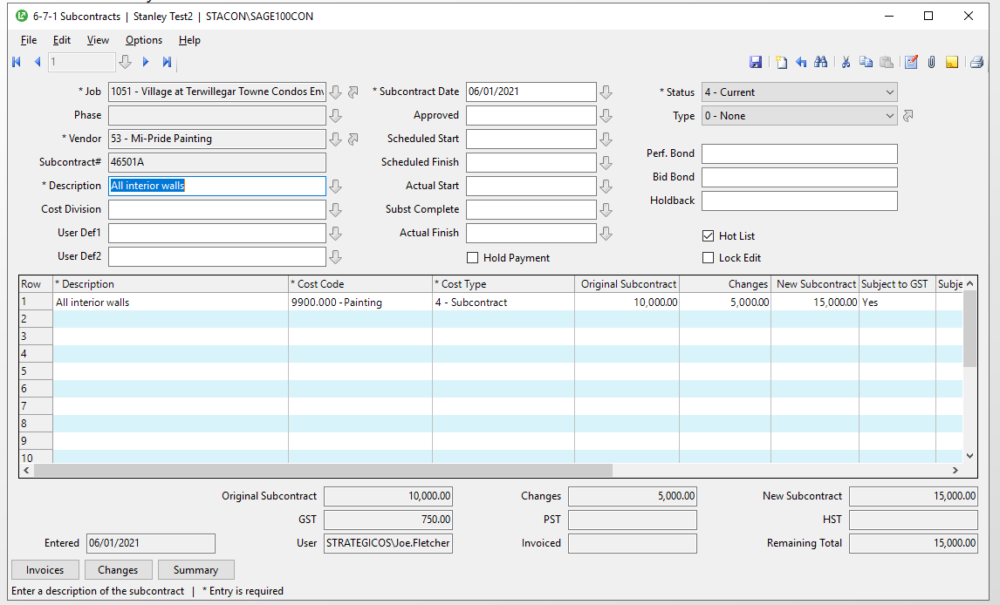 6-7-1 Subcontracts | Stanley Test2 | STACON\SAGE100CON
File Edit View Options Help
1
* Job 1051 - Village at Terwillegar Towne Condos Env * Subcontract Date 06/01/2021 * Status 4 - Current
Phase Approved Type 0 - None
* Vendor 53 - Mi-Pride Painting Scheduled Start
Perf. Bond
Subcontract# 46501A Scheduled Finish
Bid Bond
* Description All interior walls Actual Start
Holdback
Cost Division Subst Complete
User Def1 Actual Finish Hot List
User Def2 Hold Payment Lock Edit
Row * Description * Cost Code * Cost Type Original Subcontract Changes New Subcontract Subject to GST Subje
1 All interior walls 9900.000 - Painting 4 - Subcontract 10,000.00 5,000.00 15,000.00 Yes
2
3
4
5
6
7
8
9
10
Original Subcontract 10,000.00 Changes 5,000.00 New Subcontract 15,000.00
GST 750.00 PST HST
Entered 06/01/2021 User STRATEGICOS\Joe.Fletcher Invoiced Remaining Total 15,000.00
Invoices Changes Summary
Enter a description of the subcontract | * Entry is required